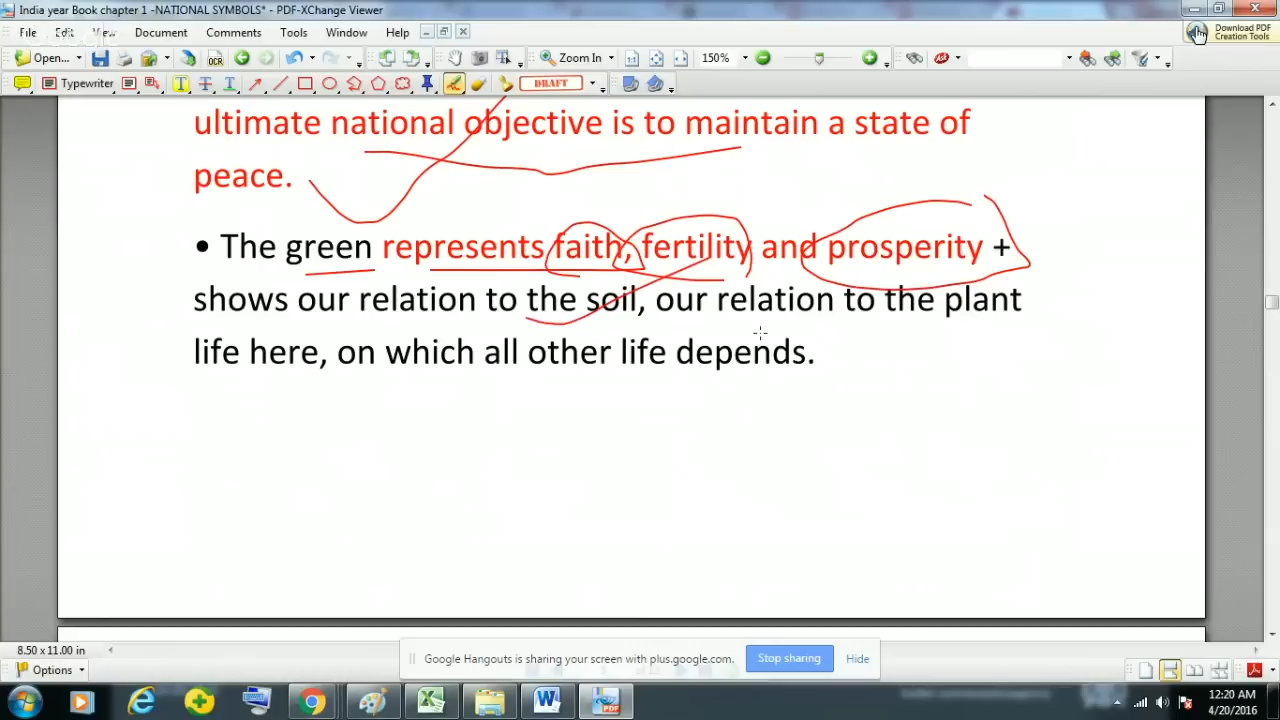 India year Book chapter 1 -NATIONAL SYMBOLS* - PDF-XChange Viewer
File Edit View Document Comments Tools Window Help
Download PDF
Creation Tools
Open... OCR Zoom In 150%
Typewriter DRAFT
ultimate national objective is to maintain a state of
peace.
• The green represents faith, fertility and prosperity +
shows our relation to the soil, our relation to the plant
life here, on which all other life depends.
8.50 x 11.00 in
Google Hangouts is sharing your screen with plus.google.com. Stop sharing Hide
Options
12:20 AM
4/20/2016